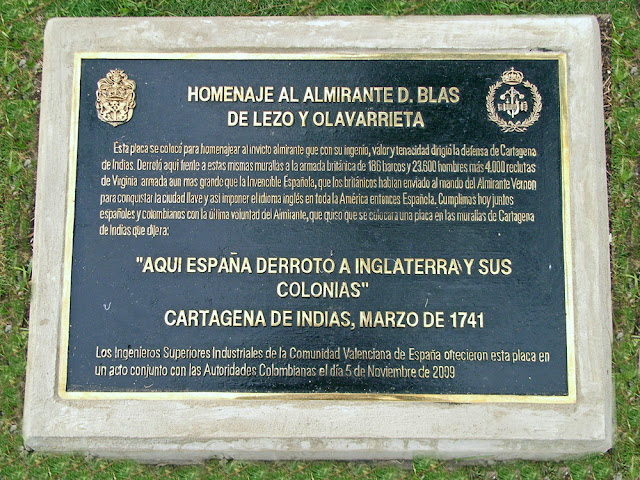 HOMENAJE AL ALMIRANTE D. BLAS
DE LEZO Y OLAVARRIETA
Esta placa se colocó para homenajear al invicto almirante que con su ingenio, valor y tenacidad dirigió la defensa de Cartagena
de Indias. Derrotó aquí frente a estas mismas murallas a la armada británica de 186 barcos y 23.600 hombres más 4.000 reclutas
de Virginia armada aun mas grande que la Invencible Española, que los británicos habían enviado al mando del Almirante Vernon
para conquistar la ciudad llave y así imponer el idioma inglés en toda la América entonces Española. Cumplimos hoy juntos
españoles y colombianos con la última voluntad del Almirante, que quiso que se colocara una placa en las murallas de Cartagena
de Indias que dijera:
"AQUI ESPAÑA DERROTÓ A INGLATERRA Y SUS
COLONIAS"
CARTAGENA DE INDIAS, MARZO DE 1741
Los Ingenieros Superiores Industriales de la Comunidad Valenciana de España ofrecieron esta placa en
un acto conjunto con las Autoridades Colombianas el día 5 de Noviembre de 2009